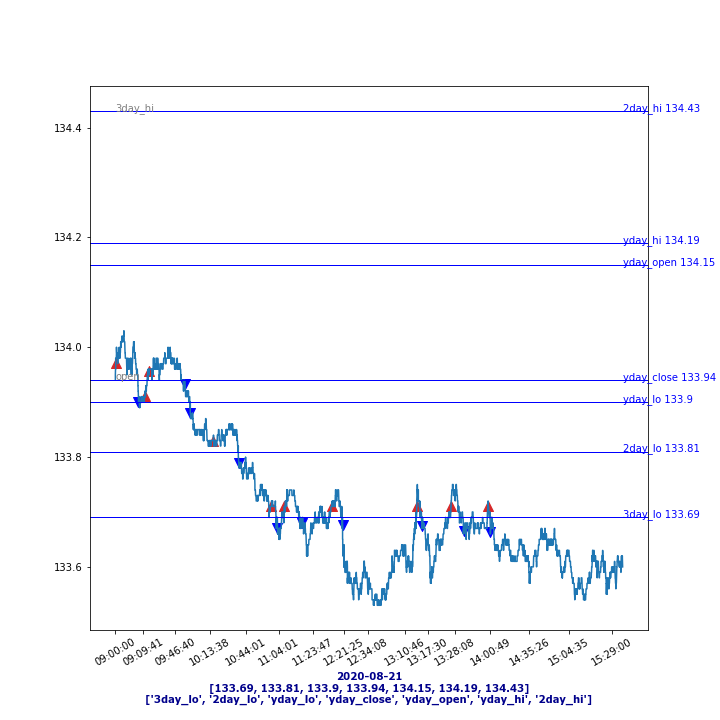 3day_hi
2day_hi 134.43
134.4
134.2
yday_hi 134.19
yday_open 134.15
134.0
open
yday_close 133.94
yday_lo 133.9
133.8
2day_lo 133.81
3day_lo 133.69
133.6
09:00:00 09:09:41 09:46:40 10:13:38 10:44:01 11:04:01 11:23:47 12:21:25 12:34:08 13:10:46 13:17:30 13:28:08 14:00:49 14:35:26 15:04:35 15:29:00
2020-08-21
[133.69, 133.81, 133.9, 133.94, 134.15, 134.19, 134.43]
['3day_lo', '2day_lo', 'yday_lo', 'yday_close', 'yday_open', 'yday_hi', '2day_hi']